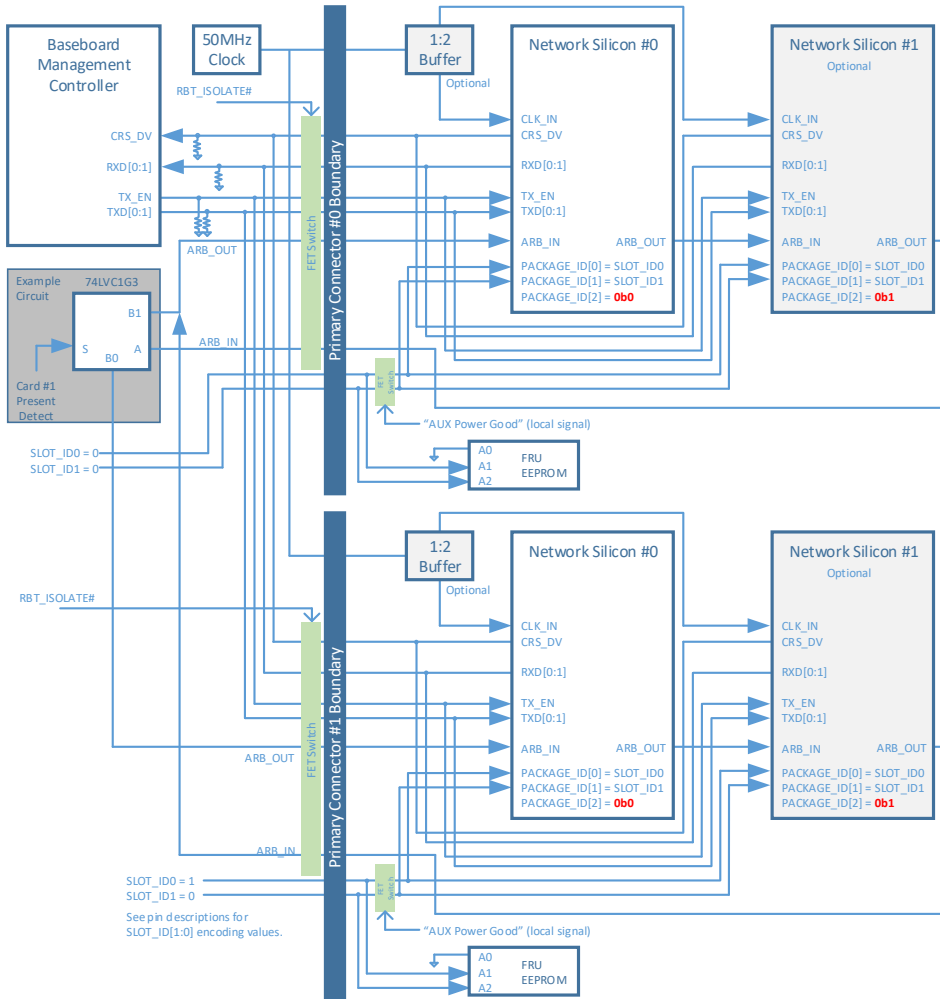 Baseboard
Management
Controller
CRS_DV
RXD[0:1]
TX_EN
TXD[0:1]
50MHz
Clock
RBT_ISOLATE#
FET Switch
Primary Connector #0 Boundary
ARB_OUT
ARB_IN
Example
Circuit
74LVC1G3
B1
S
A
B0
Card #1
Present
Detect
SLOT_ID0 = 0
SLOT_ID1 = 0
1:2
Buffer
Optional
Network Silicon #0
CLK_IN
CRS_DV
RXD[0:1]
TX_EN
TXD[0:1]
ARB_IN
ARB_OUT
PACKAGE_ID[0] = SLOT_ID0
PACKAGE_ID[1] = SLOT_ID1
PACKAGE_ID[2] = 0b0
Network Silicon #1
Optional
CLK_IN
CRS_DV
RXD[0:1]
TX_EN
TXD[0:1]
ARB_IN
ARB_OUT
PACKAGE_ID[0] = SLOT_ID0
PACKAGE_ID[1] = SLOT_ID1
PACKAGE_ID[2] = 0b1
FET
Switch
“AUX Power Good” (local signal)
A0
A1
A2
FRU
EEPROM
RBT_ISOLATE#
FET Switch
Primary Connector #1 Boundary
ARB_OUT
ARB_IN
SLOT_ID0 = 1
SLOT_ID1 = 0
See pin descriptions for
SLOT_ID[1:0] encoding values.
1:2
Buffer
Optional
Network Silicon #0
CLK_IN
CRS_DV
RXD[0:1]
TX_EN
TXD[0:1]
ARB_IN
ARB_OUT
PACKAGE_ID[0] = SLOT_ID0
PACKAGE_ID[1] = SLOT_ID1
PACKAGE_ID[2] = 0b0
Network Silicon #1
Optional
CLK_IN
CRS_DV
RXD[0:1]
TX_EN
TXD[0:1]
ARB_IN
ARB_OUT
PACKAGE_ID[0] = SLOT_ID0
PACKAGE_ID[1] = SLOT_ID1
PACKAGE_ID[2] = 0b1
FET
Switch
“AUX Power Good” (local signal)
A0
A1
A2
FRU
EEPROM